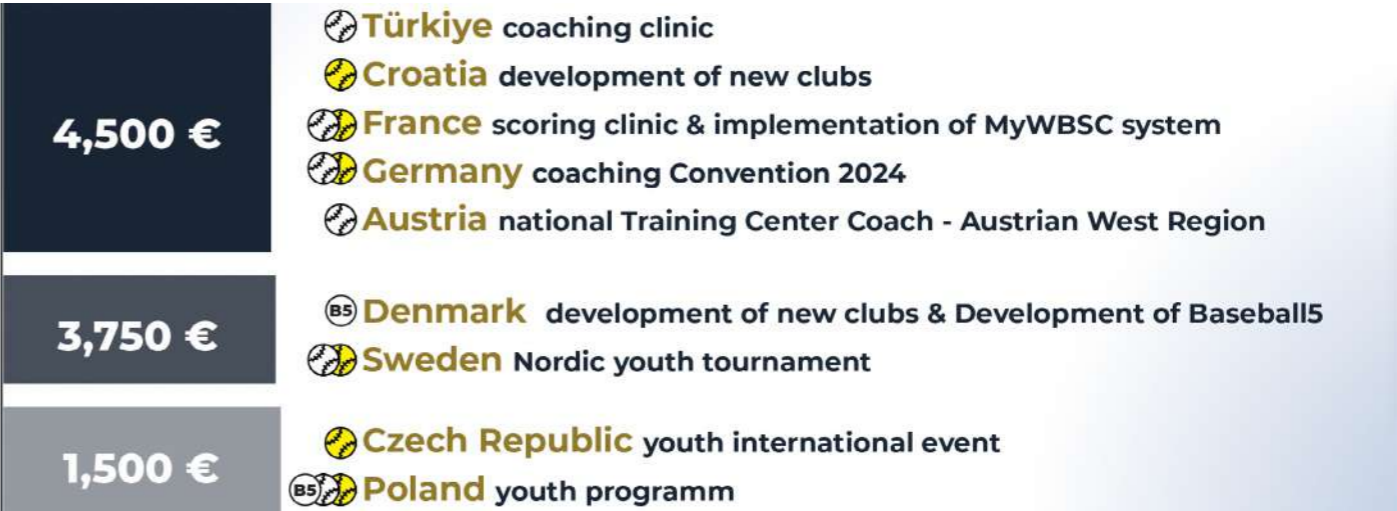 4,500 €
Türkiye coaching clinic
Croatia development of new clubs
France scoring clinic & implementation of MyWBSC system
Germany coaching Convention 2024
Austria national Training Center Coach - Austrian West Region
3,750 €
B5 Denmark development of new clubs & Development of Baseball5
Sweden Nordic youth tournament
1,500 €
Czech Republic youth international event
B5 Poland youth programm